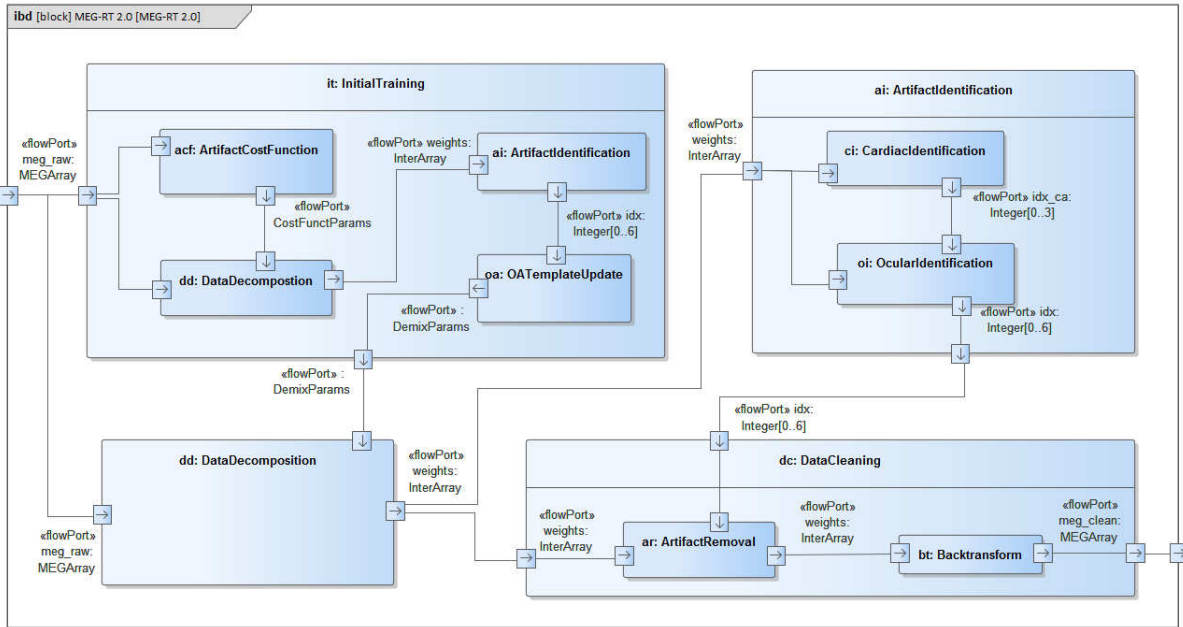 ibd [block] MEG-RT 2.0 [MEG-RT 2.0]
it: InitialTraining
«flowPort»
meg_raw:
MEGArray
acf: ArtifactCostFunction
«flowPort»
CostFunctParams
dd: DataDecompostion
«flowPort» weights:
InterArray
ai: ArtifactIdentification
«flowPort» idx:
Integer[0..6]
oa: OATemplateUpdate
«flowPort» :
DemixParams
«flowPort» :
DemixParams
ai: ArtifactIdentification
«flowPort»
weights:
InterArray
ci: CardiacIdentification
«flowPort» idx_ca:
Integer[0..3]
oi: OcularIdentification
«flowPort» idx:
Integer[0..6]
«flowPort» idx:
Integer[0..6]
dd: DataDecomposition
«flowPort»
meg_raw:
MEGArray
«flowPort»
weights:
InterArray
dc: DataCleaning
«flowPort»
weights:
InterArray
ar: ArtifactRemoval
«flowPort»
weights:
InterArray
bt: Backtransform
«flowPort»
meg_clean:
MEGArray